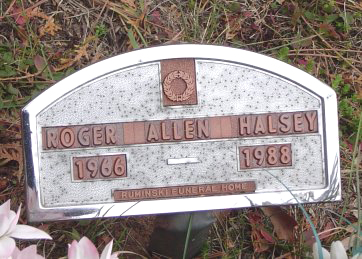 ROGER ALLEN HALSEY
1966 - 1988
RUMINSKI FUNERAL HOME